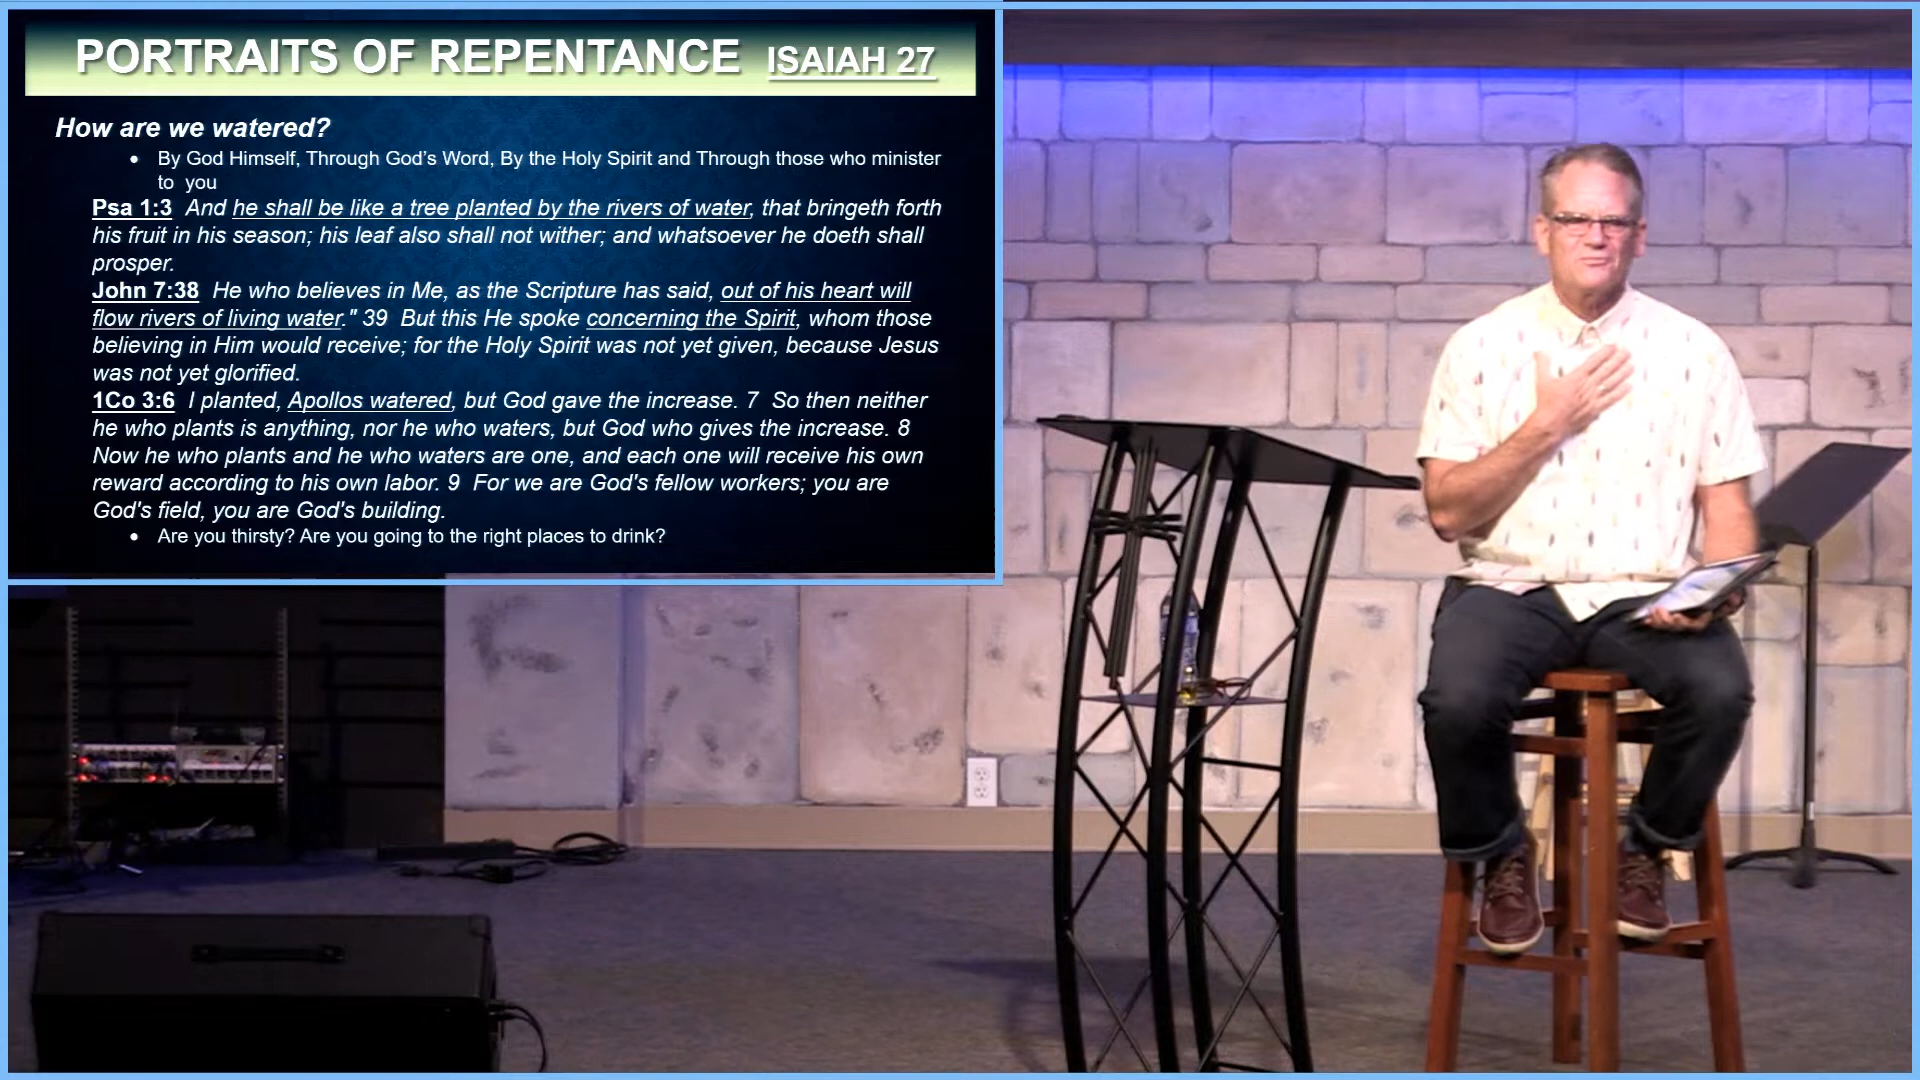 PORTRAITS OF REPENTANCE ISAIAH 27
How are we watered?
• By God Himself, Through God's Word, By the Holy Spirit and Through those who minister
to you
Psa 1:3 And he shall be like a tree planted by the rivers of water, that bringeth forth
his fruit in his season; his leaf also shall not wither; and whatsoever he doeth shall
prosper.
John 7:38 He who believes in Me, as the Scripture has said, out of his heart will
flow rivers of living water." 39 But this He spoke concerning the Spirit, whom those
believing in Him would receive; for the Holy Spirit was not yet given, because Jesus
was not yet glorified.
1Co 3:6 I planted, Apollos watered, but God gave the increase. 7 So then neither
he who plants is anything, nor he who waters, but God who gives the increase. 8
Now he who plants and he who waters are one, and each one will receive his own
reward according to his own labor. 9 For we are God's fellow workers; you are
God's field, you are God's building.
• Are you thirsty? Are you going to the right places to drink?